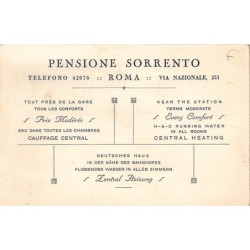 PENSIONE SORRENTO
TELEFONO 42076 :: ROMA :: VIA NAZIONALE, 251
TOUT PRÈS DE LA GARE
TOUS LES CONFORTS
Prix Modérés
EAU DANS TOUTES LES CHAMBRES
CAUFFAGE CENTRAL
NEAR THE STATION
TERMS MODERATE
Every Comfort
H-&-C RUNNING WATER
IN ALL ROOMS
CENTRAL HEATING
DEUTSCHES HAUS
IN DER NÄHE DES BAHNHOFES
FLIESSENDES WASSER IN ALLEN ZIMMERN
Zentral Heizung